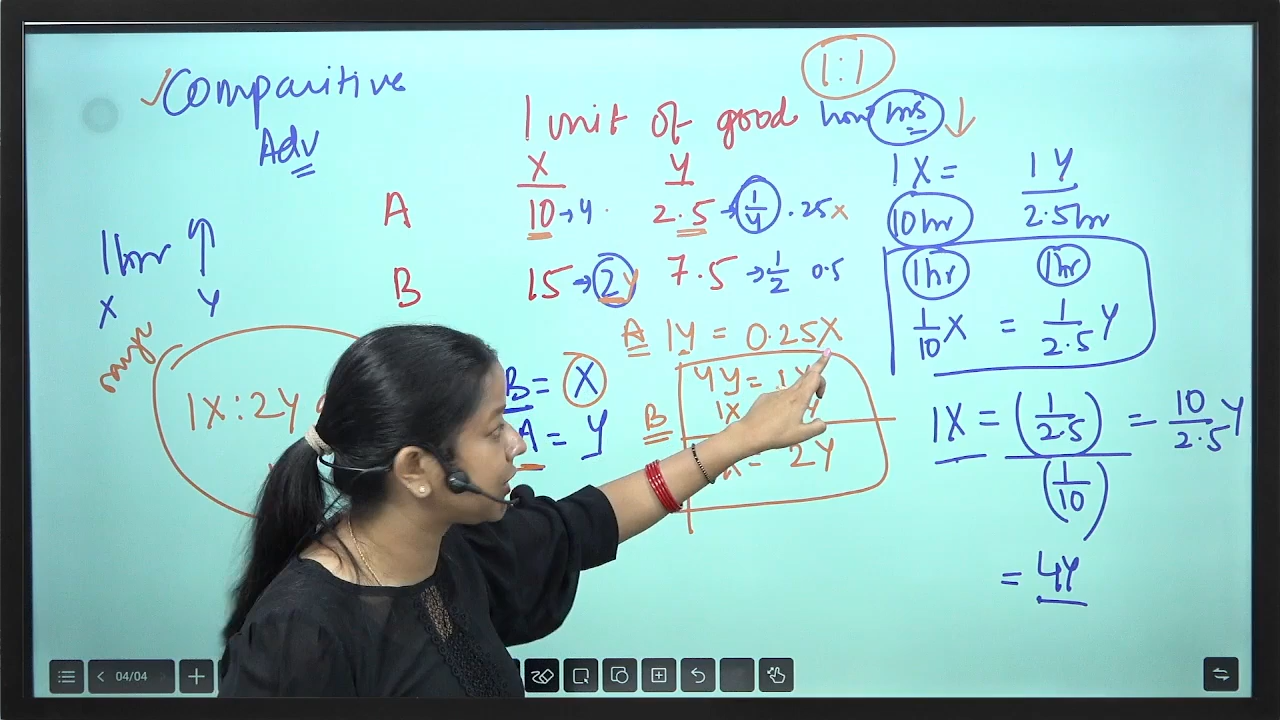 Comparitive
Adv
1:1
1 unit of good how hrs ↓
X Y
A 10→4 2.5→1/4 .25x
B 15→2Y 7.5→1/2 0.5
1hr ↑
X Y
range
1X:2Y
B = X
A = Y
A 1Y = 0.25X
4Y = 1X
B 1X
= 2Y
1X = 1Y
10hr 2.5hr
1hr 1hr
1/10 X = 1/2.5 Y
1X = (1/2.5) = 10/2.5 Y
(1/10)
= 4Y
04/04